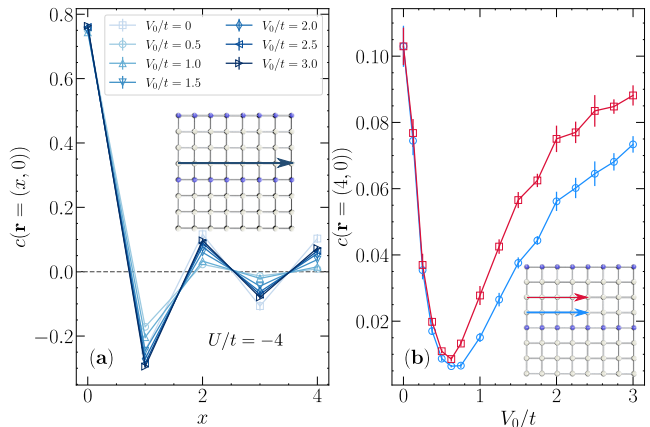 V₀/t = 0
V₀/t = 0.5
V₀/t = 1.0
V₀/t = 1.5
V₀/t = 2.0
V₀/t = 2.5
V₀/t = 3.0
0.8
0.6
0.4
0.2
0.0
−0.2
c(r = (x, 0))
(a)
U/t = −4
0
1
2
3
4
x
0.10
0.08
0.06
0.04
0.02
c(r = (4, 0))
(b)
0
1
2
3
V₀/t